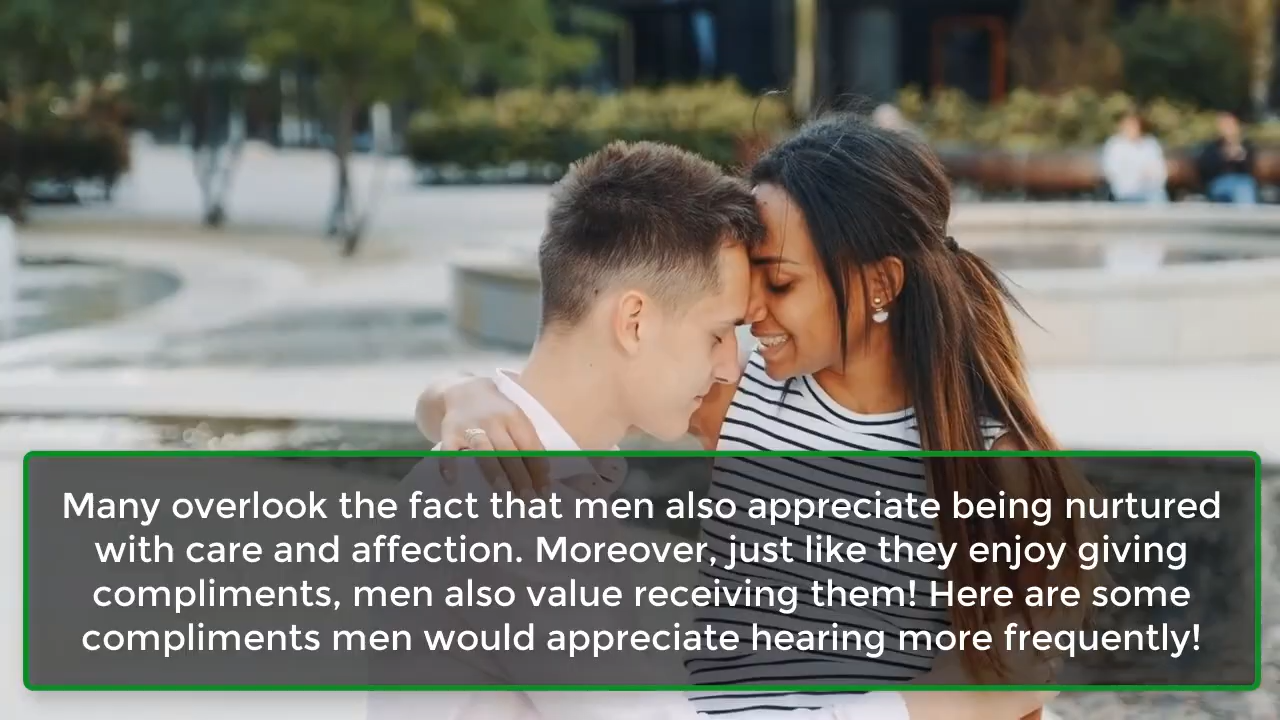 Many overlook the fact that men also appreciate being nurtured
with care and affection. Moreover, just like they enjoy giving
compliments, men also value receiving them! Here are some
compliments men would appreciate hearing more frequently!